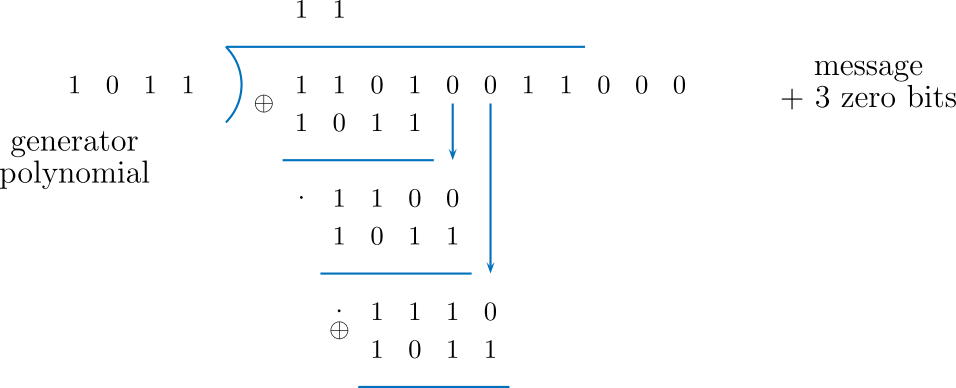 1 1
1 0 1 1 ⊕ 1 1 0 1 0 0 1 1 0 0 0
message
+ 3 zero bits
1 0 1 1
generator
polynomial
· 1 1 0 0
1 0 1 1
· 1 1 1 0
⊕
1 0 1 1